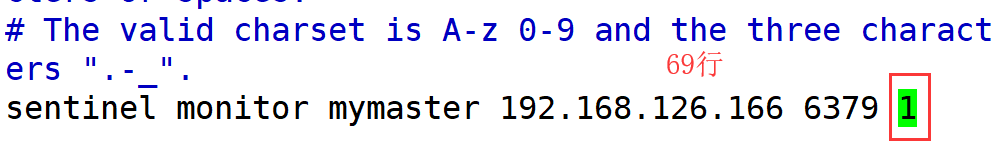 # The valid charset is A-z 0-9 and the three charact
ers ".-_".
69行
sentinel monitor mymaster 192.168.126.166 6379 1